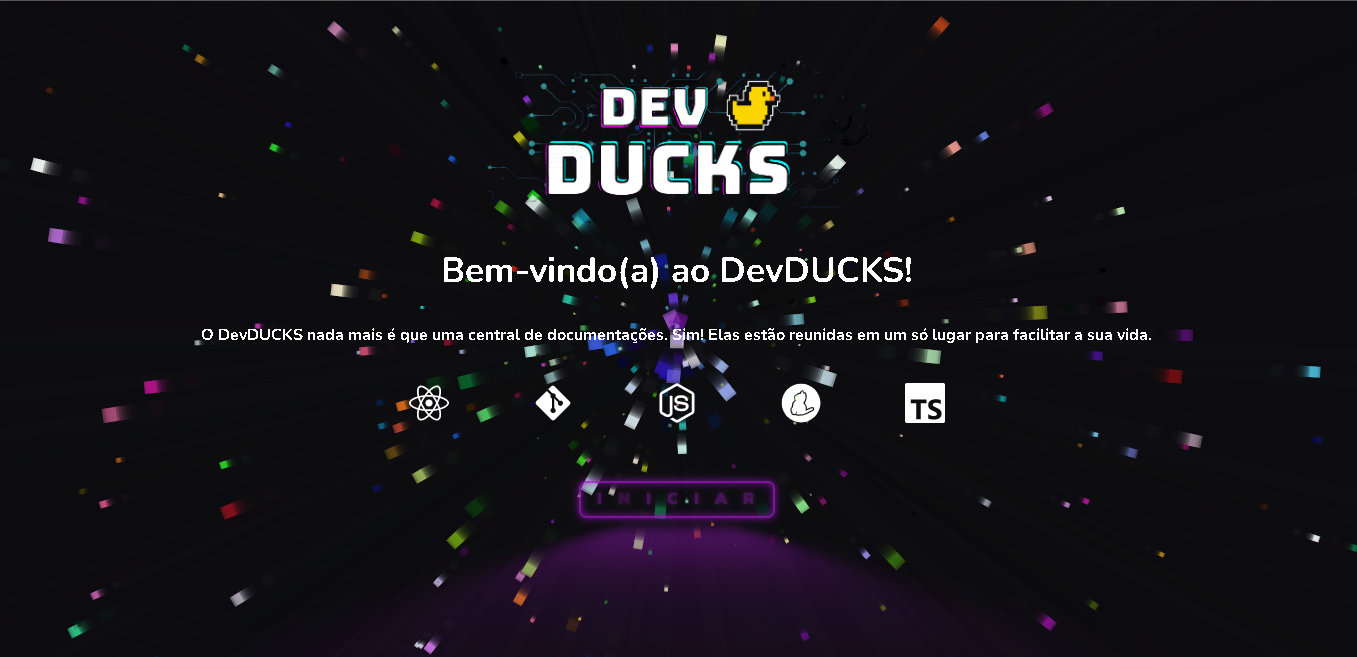 DEV
DUCKS
Bem-vindo(a) ao DevDUCKS!
O DevDUCKS nada mais é que uma central de documentações. Sim! Elas estão reunidas em um só lugar para facilitar a sua vida.
JS
TS
INICIAR